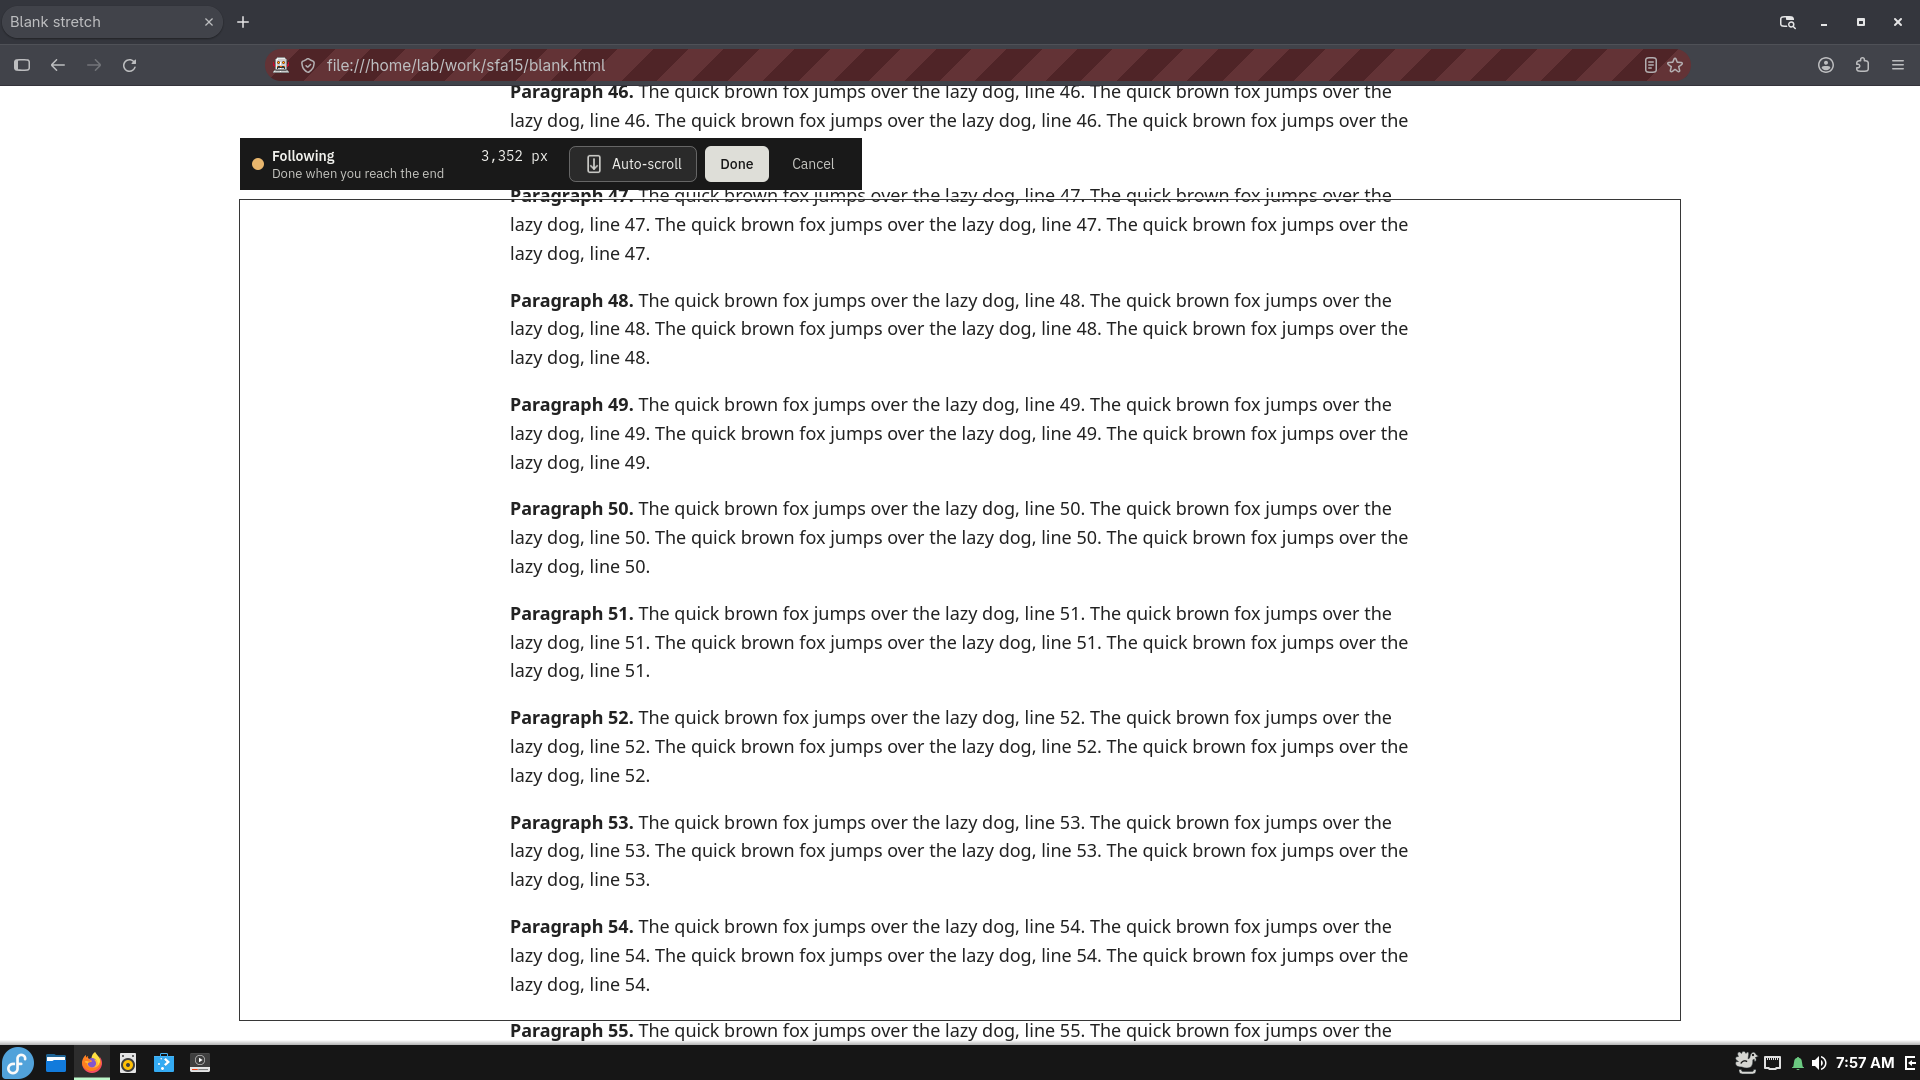 Blank stretch
file:///home/lab/work/sfa15/blank.html
Paragraph 46. The quick brown fox jumps over the lazy dog, line 46. The quick brown fox jumps over the
lazy dog, line 46. The quick brown fox jumps over the lazy dog, line 46. The quick brown fox jumps over the
Following
Done when you reach the end
3,352 px
Auto-scroll
Done
Cancel
Paragraph 47. The quick brown fox jumps over the lazy dog, line 47. The quick brown fox jumps over the
lazy dog, line 47. The quick brown fox jumps over the lazy dog, line 47. The quick brown fox jumps over the
lazy dog, line 47.
Paragraph 48. The quick brown fox jumps over the lazy dog, line 48. The quick brown fox jumps over the
lazy dog, line 48. The quick brown fox jumps over the lazy dog, line 48. The quick brown fox jumps over the
lazy dog, line 48.
Paragraph 49. The quick brown fox jumps over the lazy dog, line 49. The quick brown fox jumps over the
lazy dog, line 49. The quick brown fox jumps over the lazy dog, line 49. The quick brown fox jumps over the
lazy dog, line 49.
Paragraph 50. The quick brown fox jumps over the lazy dog, line 50. The quick brown fox jumps over the
lazy dog, line 50. The quick brown fox jumps over the lazy dog, line 50. The quick brown fox jumps over the
lazy dog, line 50.
Paragraph 51. The quick brown fox jumps over the lazy dog, line 51. The quick brown fox jumps over the
lazy dog, line 51. The quick brown fox jumps over the lazy dog, line 51. The quick brown fox jumps over the
lazy dog, line 51.
Paragraph 52. The quick brown fox jumps over the lazy dog, line 52. The quick brown fox jumps over the
lazy dog, line 52. The quick brown fox jumps over the lazy dog, line 52. The quick brown fox jumps over the
lazy dog, line 52.
Paragraph 53. The quick brown fox jumps over the lazy dog, line 53. The quick brown fox jumps over the
lazy dog, line 53. The quick brown fox jumps over the lazy dog, line 53. The quick brown fox jumps over the
lazy dog, line 53.
Paragraph 54. The quick brown fox jumps over the lazy dog, line 54. The quick brown fox jumps over the
lazy dog, line 54. The quick brown fox jumps over the lazy dog, line 54. The quick brown fox jumps over the
lazy dog, line 54.
Paragraph 55. The quick brown fox jumps over the lazy dog, line 55. The quick brown fox jumps over the
7:57 AM